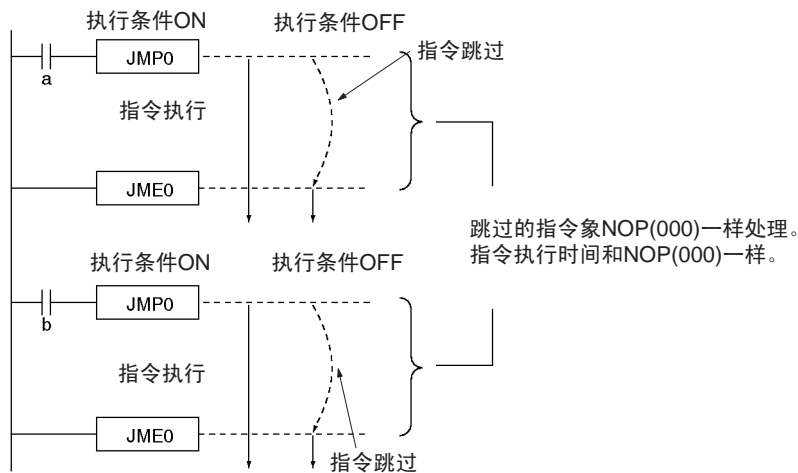 执行条件ON 执行条件OFF
JMP0
指令跳过
a
指令执行
JME0
跳过的指令象NOP(000)一样处理。
指令执行时间和NOP(000)一样。
执行条件ON 执行条件OFF
JMP0
b
指令执行
JME0
指令跳过